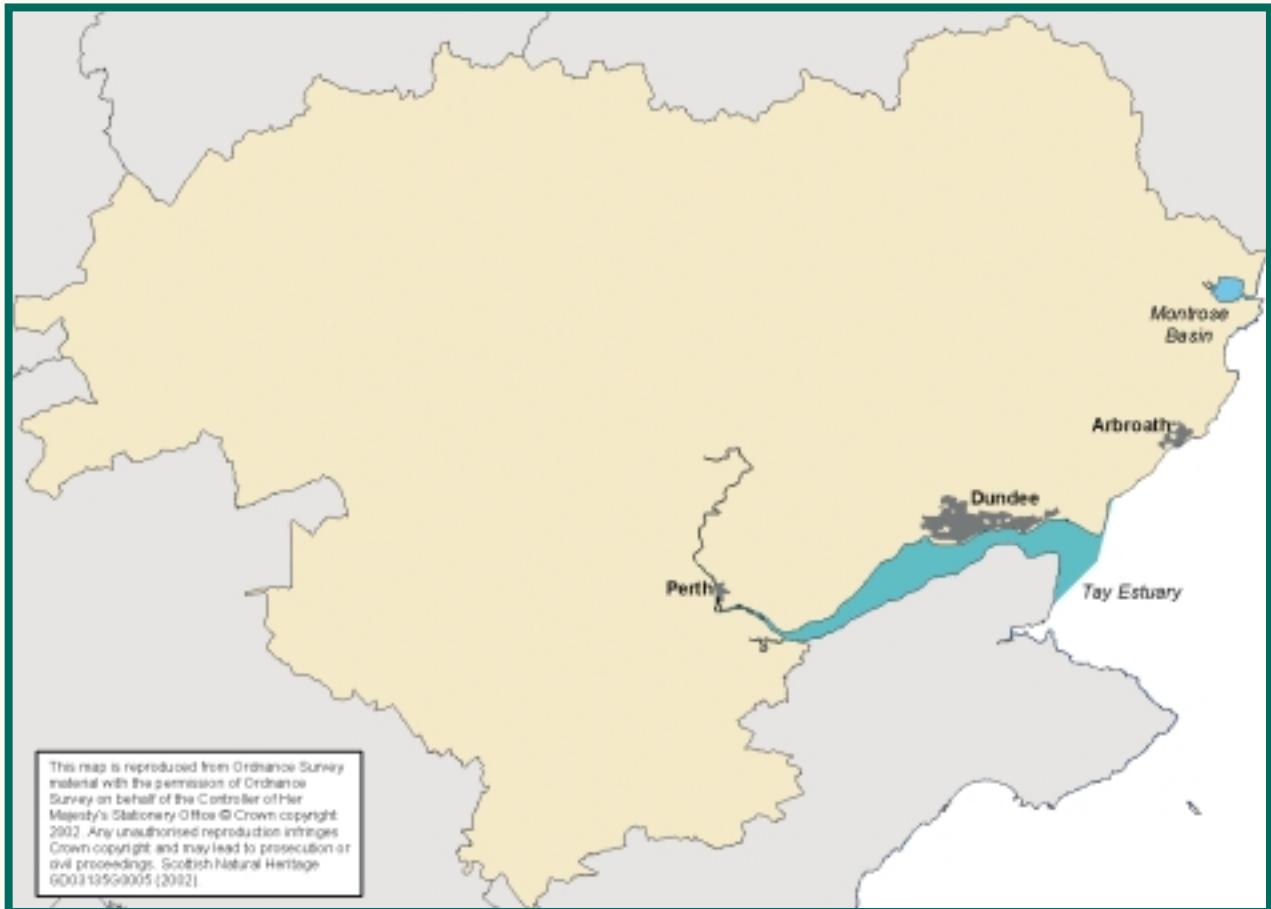 Montrose
Basin
Arbroath
Dundee
Perth
Tay Estuary
This map is reproduced from Ordnance Survey
material with the permission of Ordnance
Survey on behalf of the Controller of Her
Majesty's Stationery Office © Crown copyright
2002. Any unauthorised reproduction infringes
Crown copyright and may lead to prosecution or
civil proceedings. Scottish Natural Heritage
GD03135G0005 (2002).